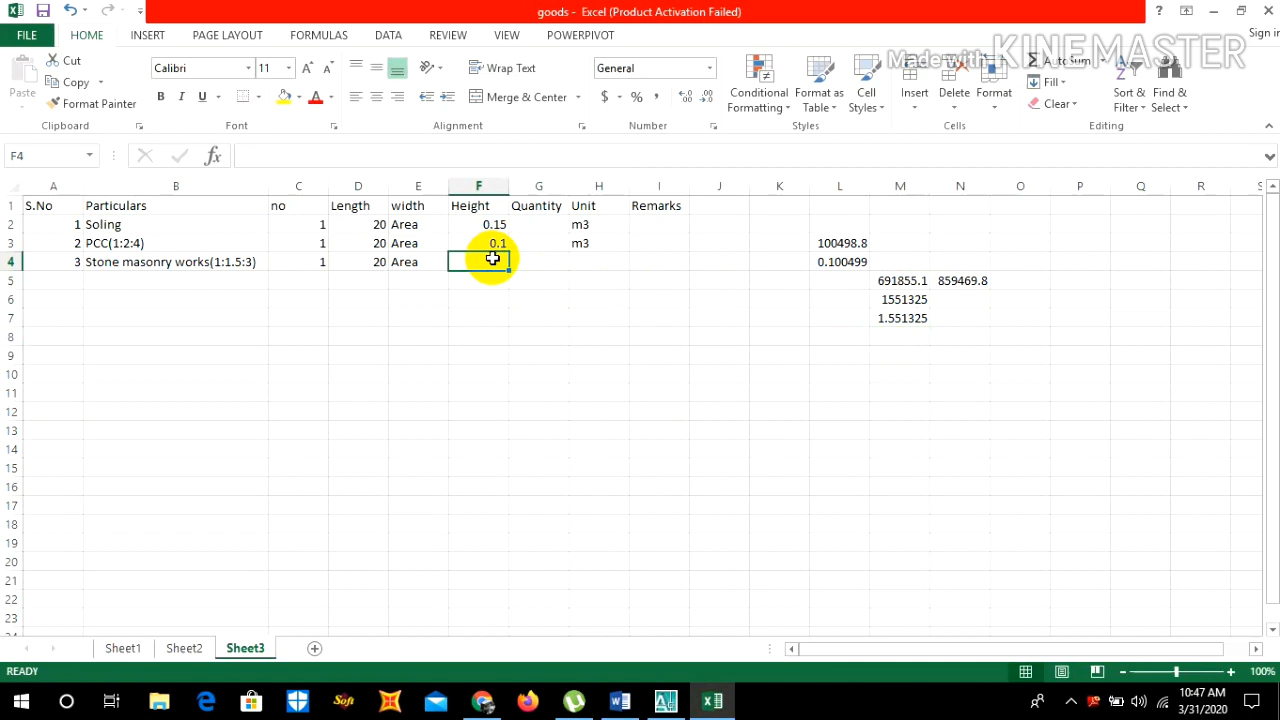 goods - Excel (Product Activation Failed)
?
FILE HOME INSERT PAGE LAYOUT FORMULAS DATA REVIEW VIEW POWERPIVOT Sign in
Made with KINEMASTER
Paste
Cut
Copy
Format Painter
Clipboard
Calibri 11
B I U
Font
Wrap Text
Merge & Center
Alignment
General
$ % ,
Number
Conditional Formatting
Format as Table
Cell Styles
Styles
Insert Delete Format
Cells
AutoSum
Fill
Clear
Sort & Filter
Find & Select
Editing
F4 fx
A B C D E F G H I J K L M N O P Q R S
1 S.No Particulars no Length width Height Quantity Unit Remarks
2 1 Soling 1 20 Area 0.15 m3
3 2 PCC(1:2:4) 1 20 Area 0.1 m3 100498.8
4 3 Stone masonry works(1:1.5:3) 1 20 Area 0.100499
5 691855.1 859469.8
6 1551325
7 1.551325
8
9
10
11
12
13
14
15
16
17
18
19
20
21
22
23
24
Sheet1 Sheet2 Sheet3
READY 100%
Soft
10:47 AM
3/31/2020